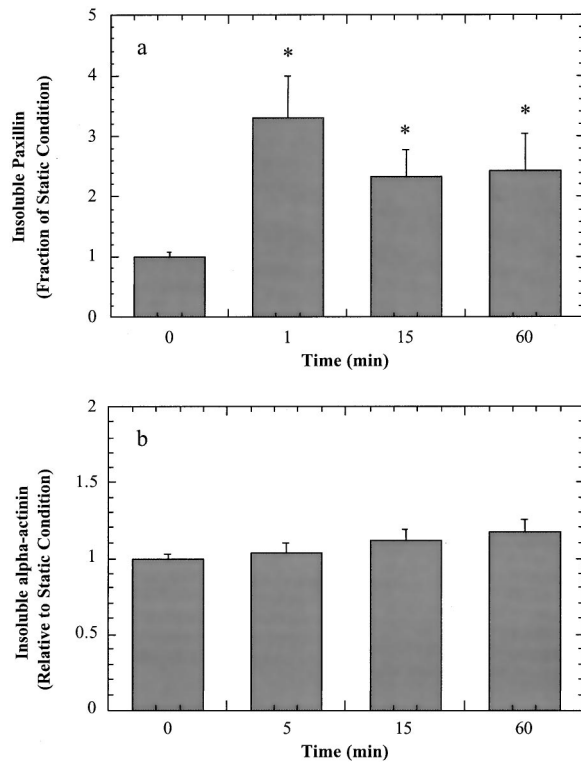 a
5
4
3
2
1
0
Insoluble Paxillin
(Fraction of Static Condition)
*
*
*
0 1 15 60
Time (min)
b
2
1.5
1
0.5
0
Insoluble alpha-actinin
(Relative to Static Condition)
0 5 15 60
Time (min)